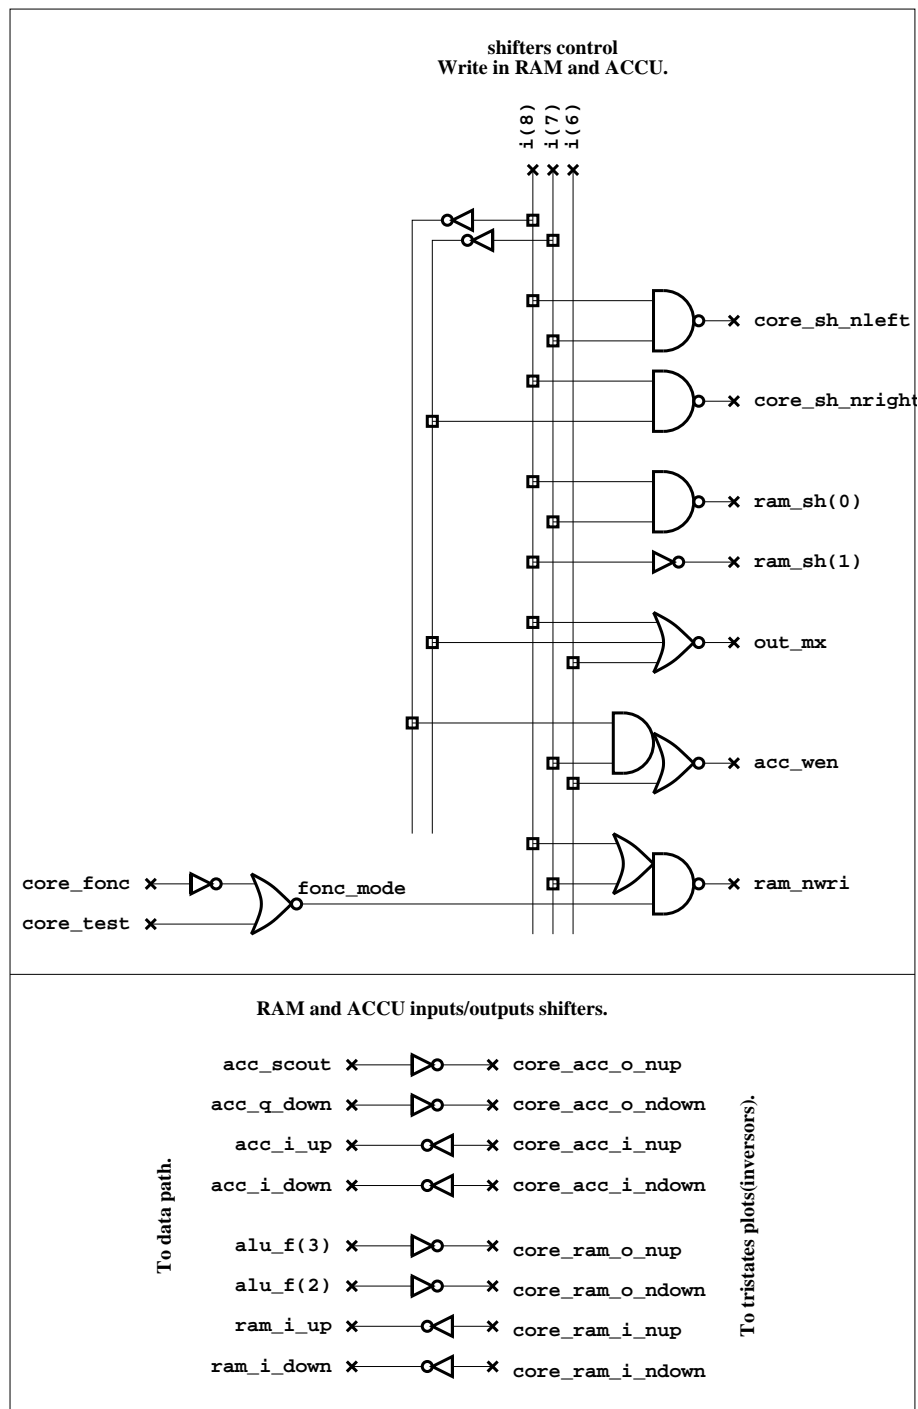 shifters control
Write in RAM and ACCU.
i(8)
i(7)
i(6)
core_sh_nleft
core_sh_nright
ram_sh(0)
ram_sh(1)
out_mx
acc_wen
core_fonc
fonc_mode
ram_nwri
core_test
RAM and ACCU inputs/outputs shifters.
acc_scout core_acc_o_nup
acc_q_down core_acc_o_ndown
acc_i_up core_acc_i_nup
acc_i_down core_acc_i_ndown
alu_f(3) core_ram_o_nup
alu_f(2) core_ram_o_ndown
ram_i_up core_ram_i_nup
ram_i_down core_ram_i_ndown
To data path.
To tristates plots(inversors).